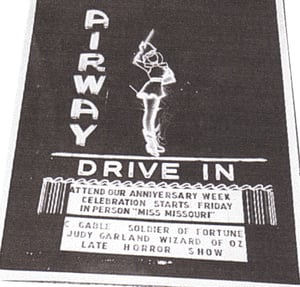 AIRWAY
DRIVE IN
ATTEND OUR ANNIVERSARY WEEK
CELEBRATION STARTS FRIDAY
IN PERSON "MISS MISSOURI"
C GABLE SOLDIER OF FORTUNE
JUDY GARLAND WIZARD OF OZ
LATE HORROR SHOW